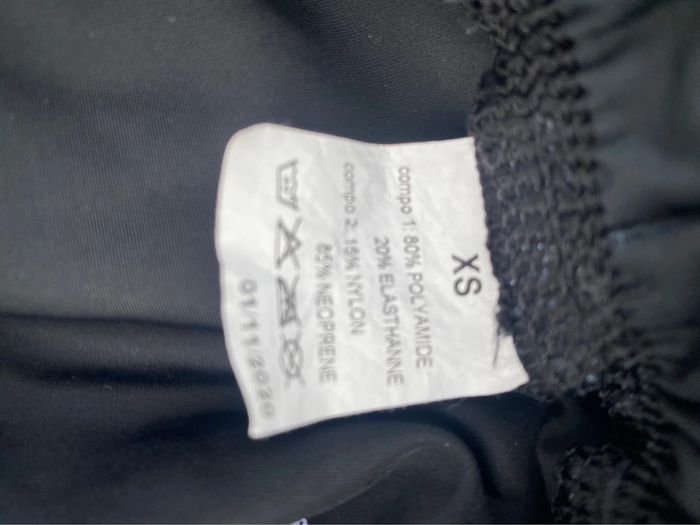 XS
compo 1: 80% POLYAMIDE
20% ELASTHANNE
compo 2: 15% NYLON
85% NEOPRENE
01/11/2020